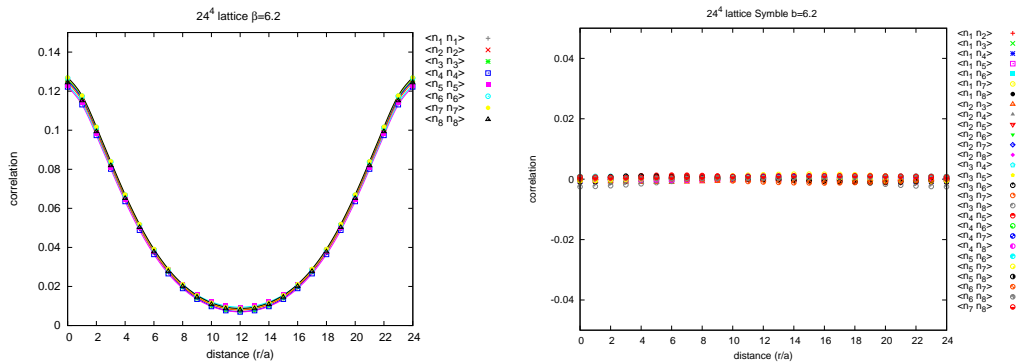 24^4 lattice β=6.2
correlation
0.14
0.12
0.1
0.08
0.06
0.04
0.02
0
0 2 4 6 8 10 12 14 16 18 20 22 24
distance (r/a)
<n1 n1>
<n2 n2>
<n3 n3>
<n4 n4>
<n5 n5>
<n6 n6>
<n7 n7>
<n8 n8>
24^4 lattice Symble b=6.2
correlation
0.04
0.02
0
-0.02
-0.04
0 2 4 6 8 10 12 14 16 18 20 22 24
distance (r/a)
<n1 n2>
<n1 n3>
<n1 n4>
<n1 n5>
<n1 n6>
<n1 n7>
<n1 n8>
<n2 n3>
<n2 n4>
<n2 n5>
<n2 n6>
<n2 n7>
<n2 n8>
<n3 n4>
<n3 n5>
<n3 n6>
<n3 n7>
<n3 n8>
<n4 n5>
<n4 n6>
<n4 n7>
<n4 n8>
<n5 n6>
<n5 n7>
<n5 n8>
<n6 n7>
<n6 n8>
<n7 n8>